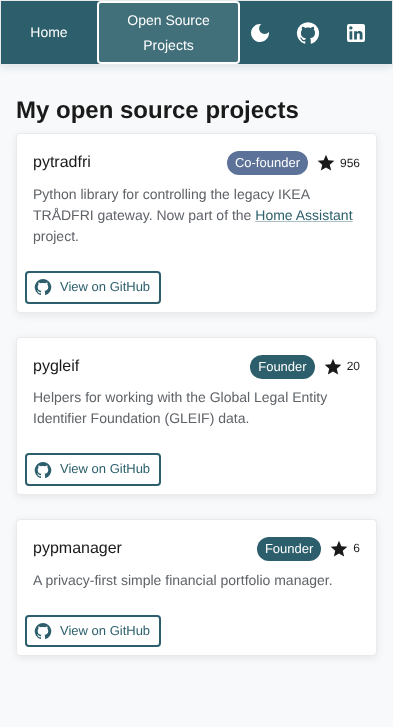 Home
Open Source
Projects
My open source projects
pytradfri
Co-founder
956
Python library for controlling the legacy IKEA
TRÅDFRI gateway. Now part of the Home Assistant
project.
View on GitHub
pygleif
Founder
20
Helpers for working with the Global Legal Entity
Identifier Foundation (GLEIF) data.
View on GitHub
pypmanager
Founder
6
A privacy-first simple financial portfolio manager.
View on GitHub